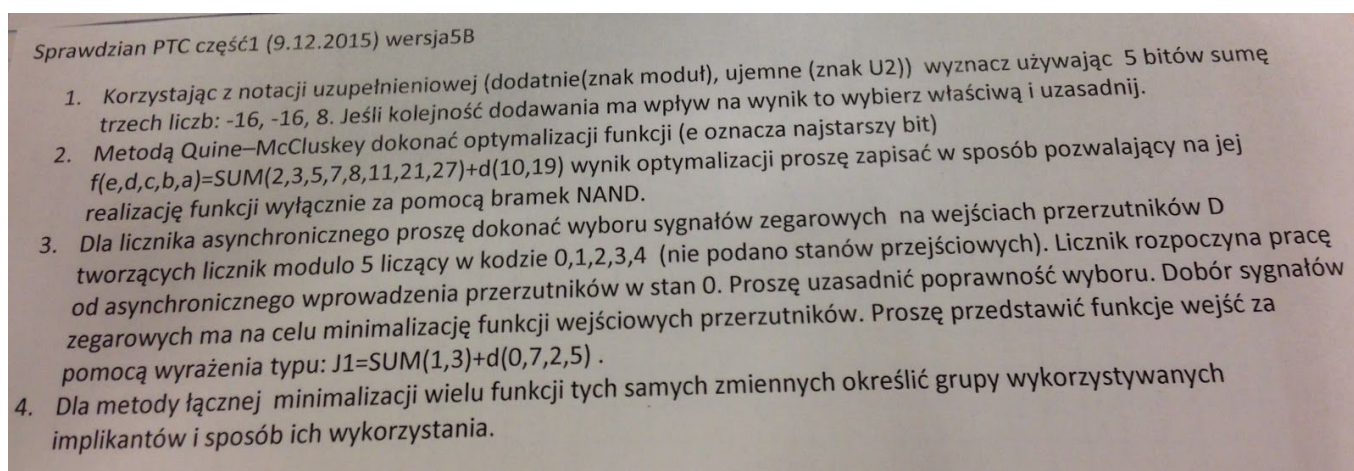 Sprawdzian PTC część1 (9.12.2015) wersja5B
1. Korzystając z notacji uzupełnieniowej (dodatnie(znak moduł), ujemne (znak U2)) wyznacz używając 5 bitów sumę
trzech liczb: -16, -16, 8. Jeśli kolejność dodawania ma wpływ na wynik to wybierz właściwą i uzasadnij.
2. Metodą Quine–McCluskey dokonać optymalizacji funkcji (e oznacza najstarszy bit)
f(e,d,c,b,a)=SUM(2,3,5,7,8,11,21,27)+d(10,19) wynik optymalizacji proszę zapisać w sposób pozwalający na jej
realizację funkcji wyłącznie za pomocą bramek NAND.
3. Dla licznika asynchronicznego proszę dokonać wyboru sygnałów zegarowych na wejściach przerzutników D
tworzących licznik modulo 5 liczący w kodzie 0,1,2,3,4 (nie podano stanów przejściowych). Licznik rozpoczyna pracę
od asynchronicznego wprowadzenia przerzutników w stan 0. Proszę uzasadnić poprawność wyboru. Dobór sygnałów
zegarowych ma na celu minimalizację funkcji wejściowych przerzutników. Proszę przedstawić funkcje wejść za
pomocą wyrażenia typu: J1=SUM(1,3)+d(0,7,2,5) .
4. Dla metody łącznej minimalizacji wielu funkcji tych samych zmiennych określić grupy wykorzystywanych
implikantów i sposób ich wykorzystania.